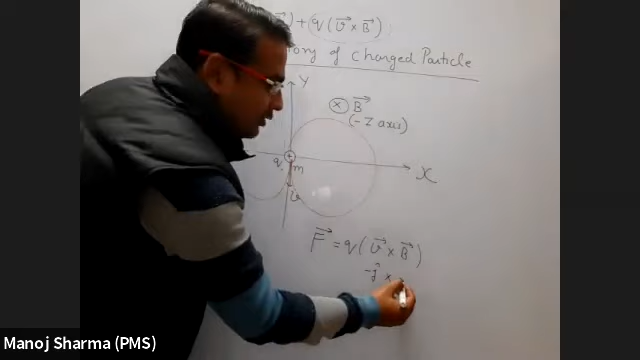 ) + q(v⃗ × B⃗)
ory of Charged Particle
Y
⊗ B⃗
(-Z axis)
q
m
X
v⃗
F⃗ = q(v⃗ × B⃗)
-ĵ ×
Manoj Sharma (PMS)